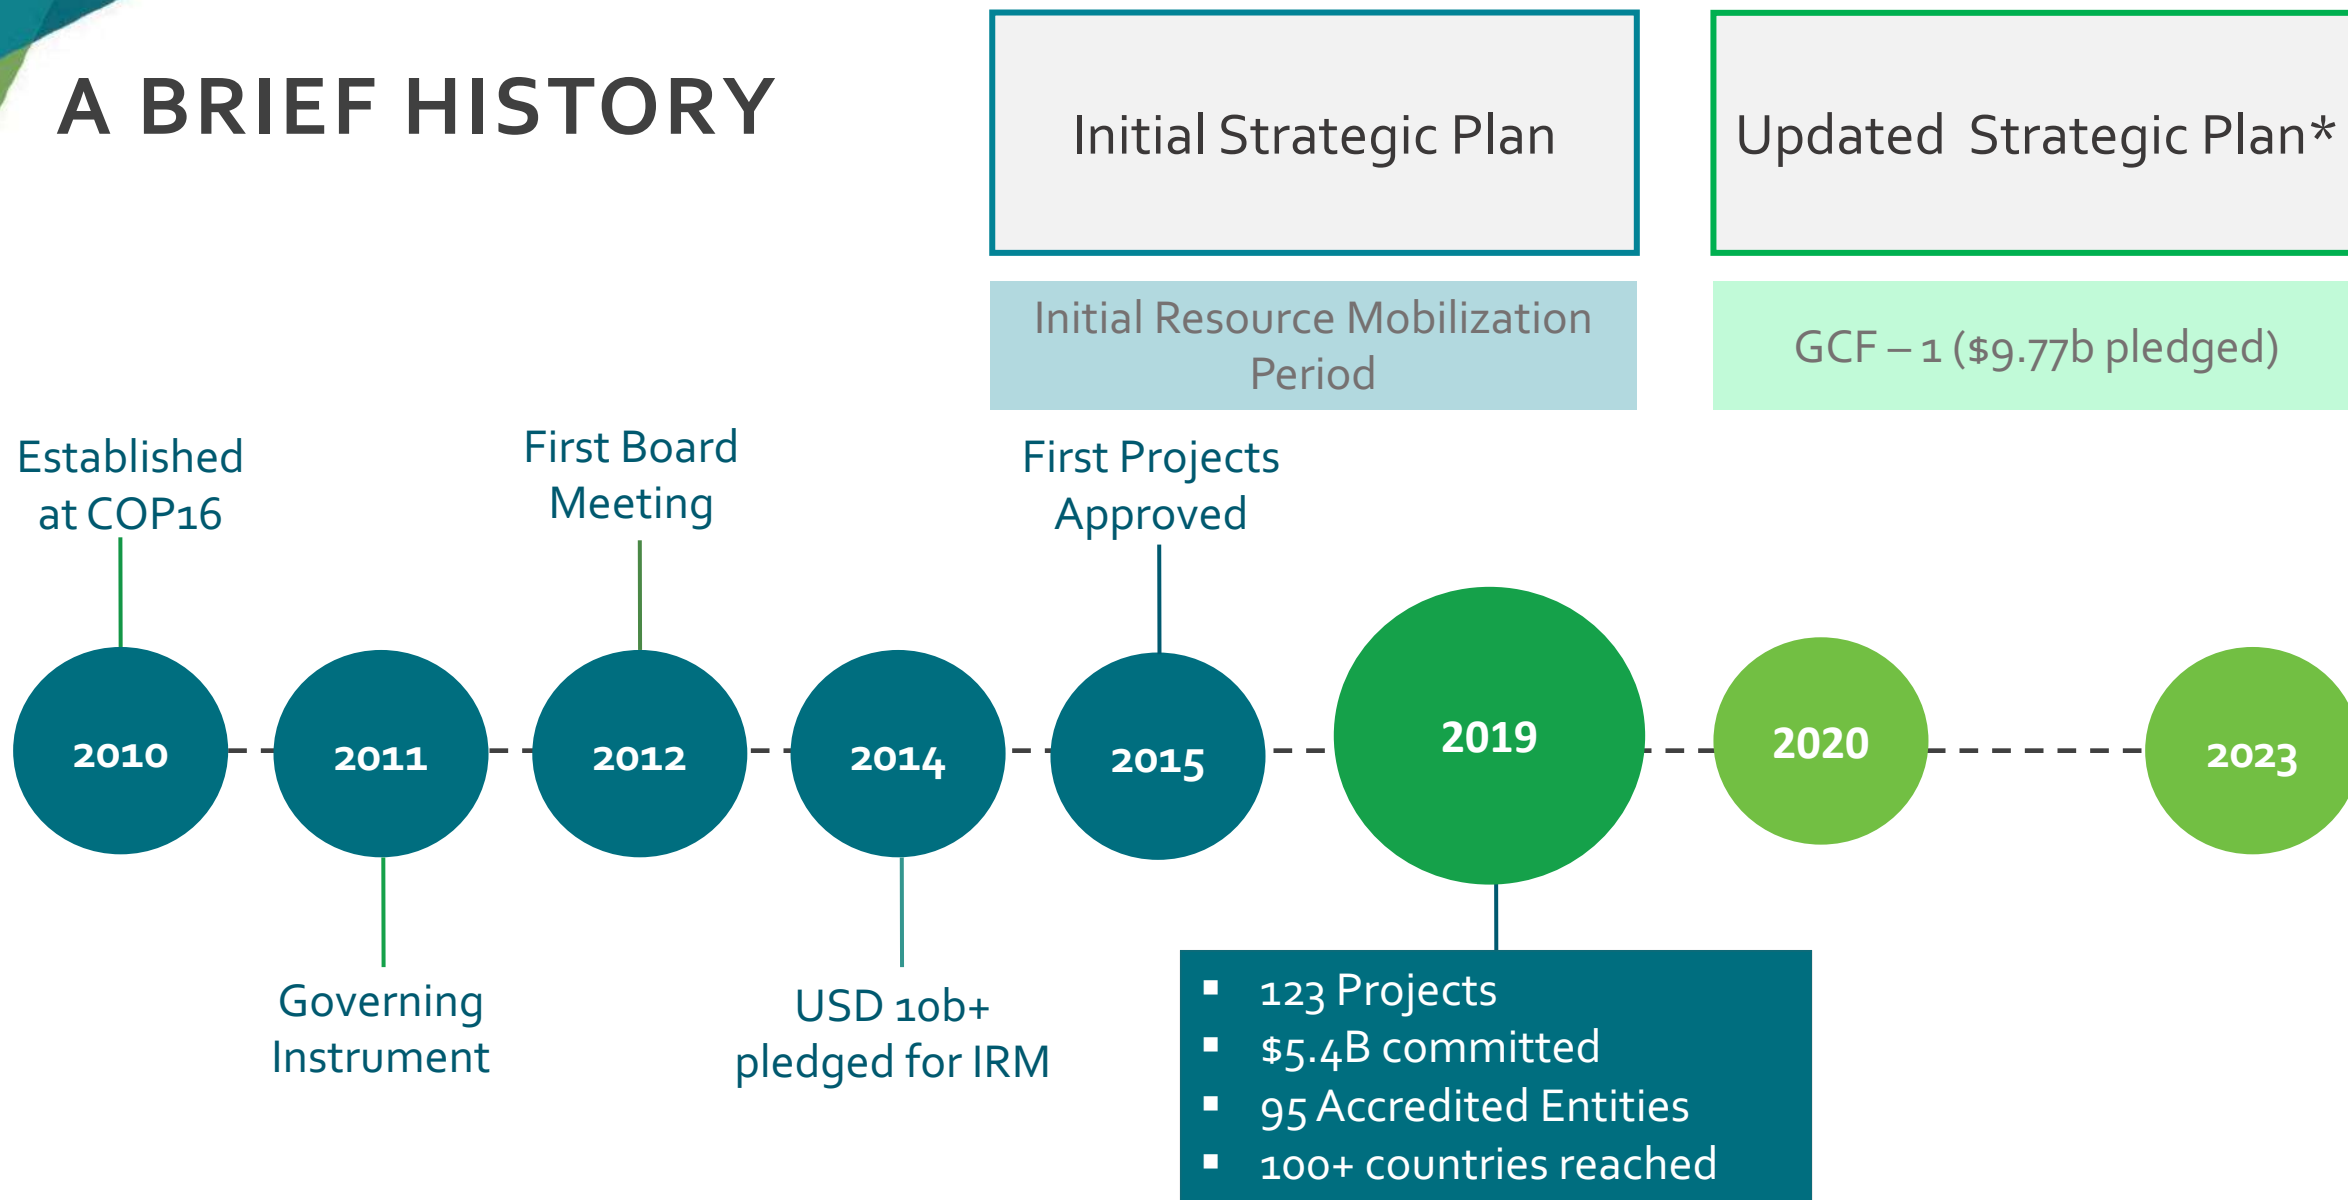 A BRIEF HISTORY
Initial Strategic Plan
Updated Strategic Plan*
Initial Resource Mobilization
Period
GCF – 1 ($9.77b pledged)
Established
at COP16
First Board
Meeting
First Projects
Approved
2010
2011
2012
2014
2015
2019
2020
2023
Governing
Instrument
USD 10b+
pledged for IRM
▪ 123 Projects
▪ $5.4B committed
▪ 95 Accredited Entities
▪ 100+ countries reached